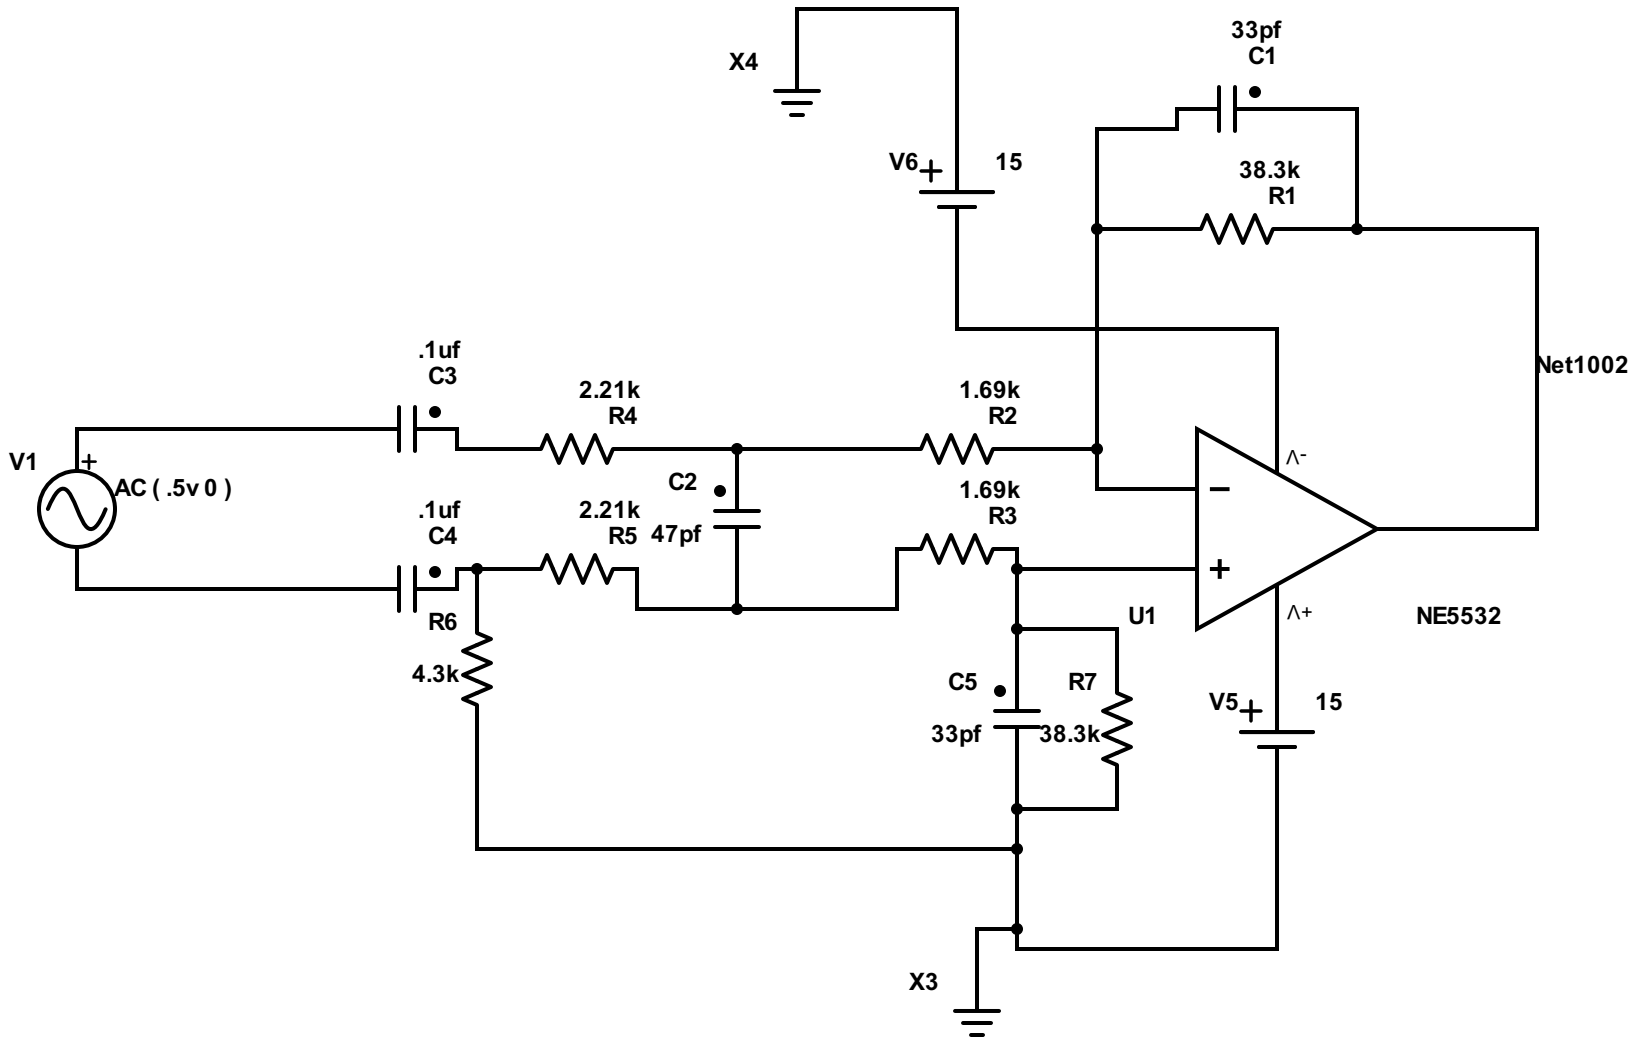 33pf
C1
X4
V6
+
15
38.3k
R1
.1uf
C3
2.21k
R4
1.69k
R2
Net1002
V1
+
AC ( .5v 0 )
V-
C2
1.69k
R3
−
.1uf
C4
2.21k
R5
47pf
+
R6
U1
V+
NE5532
4.3k
C5
R7
V5
+
15
33pf
38.3k
X3